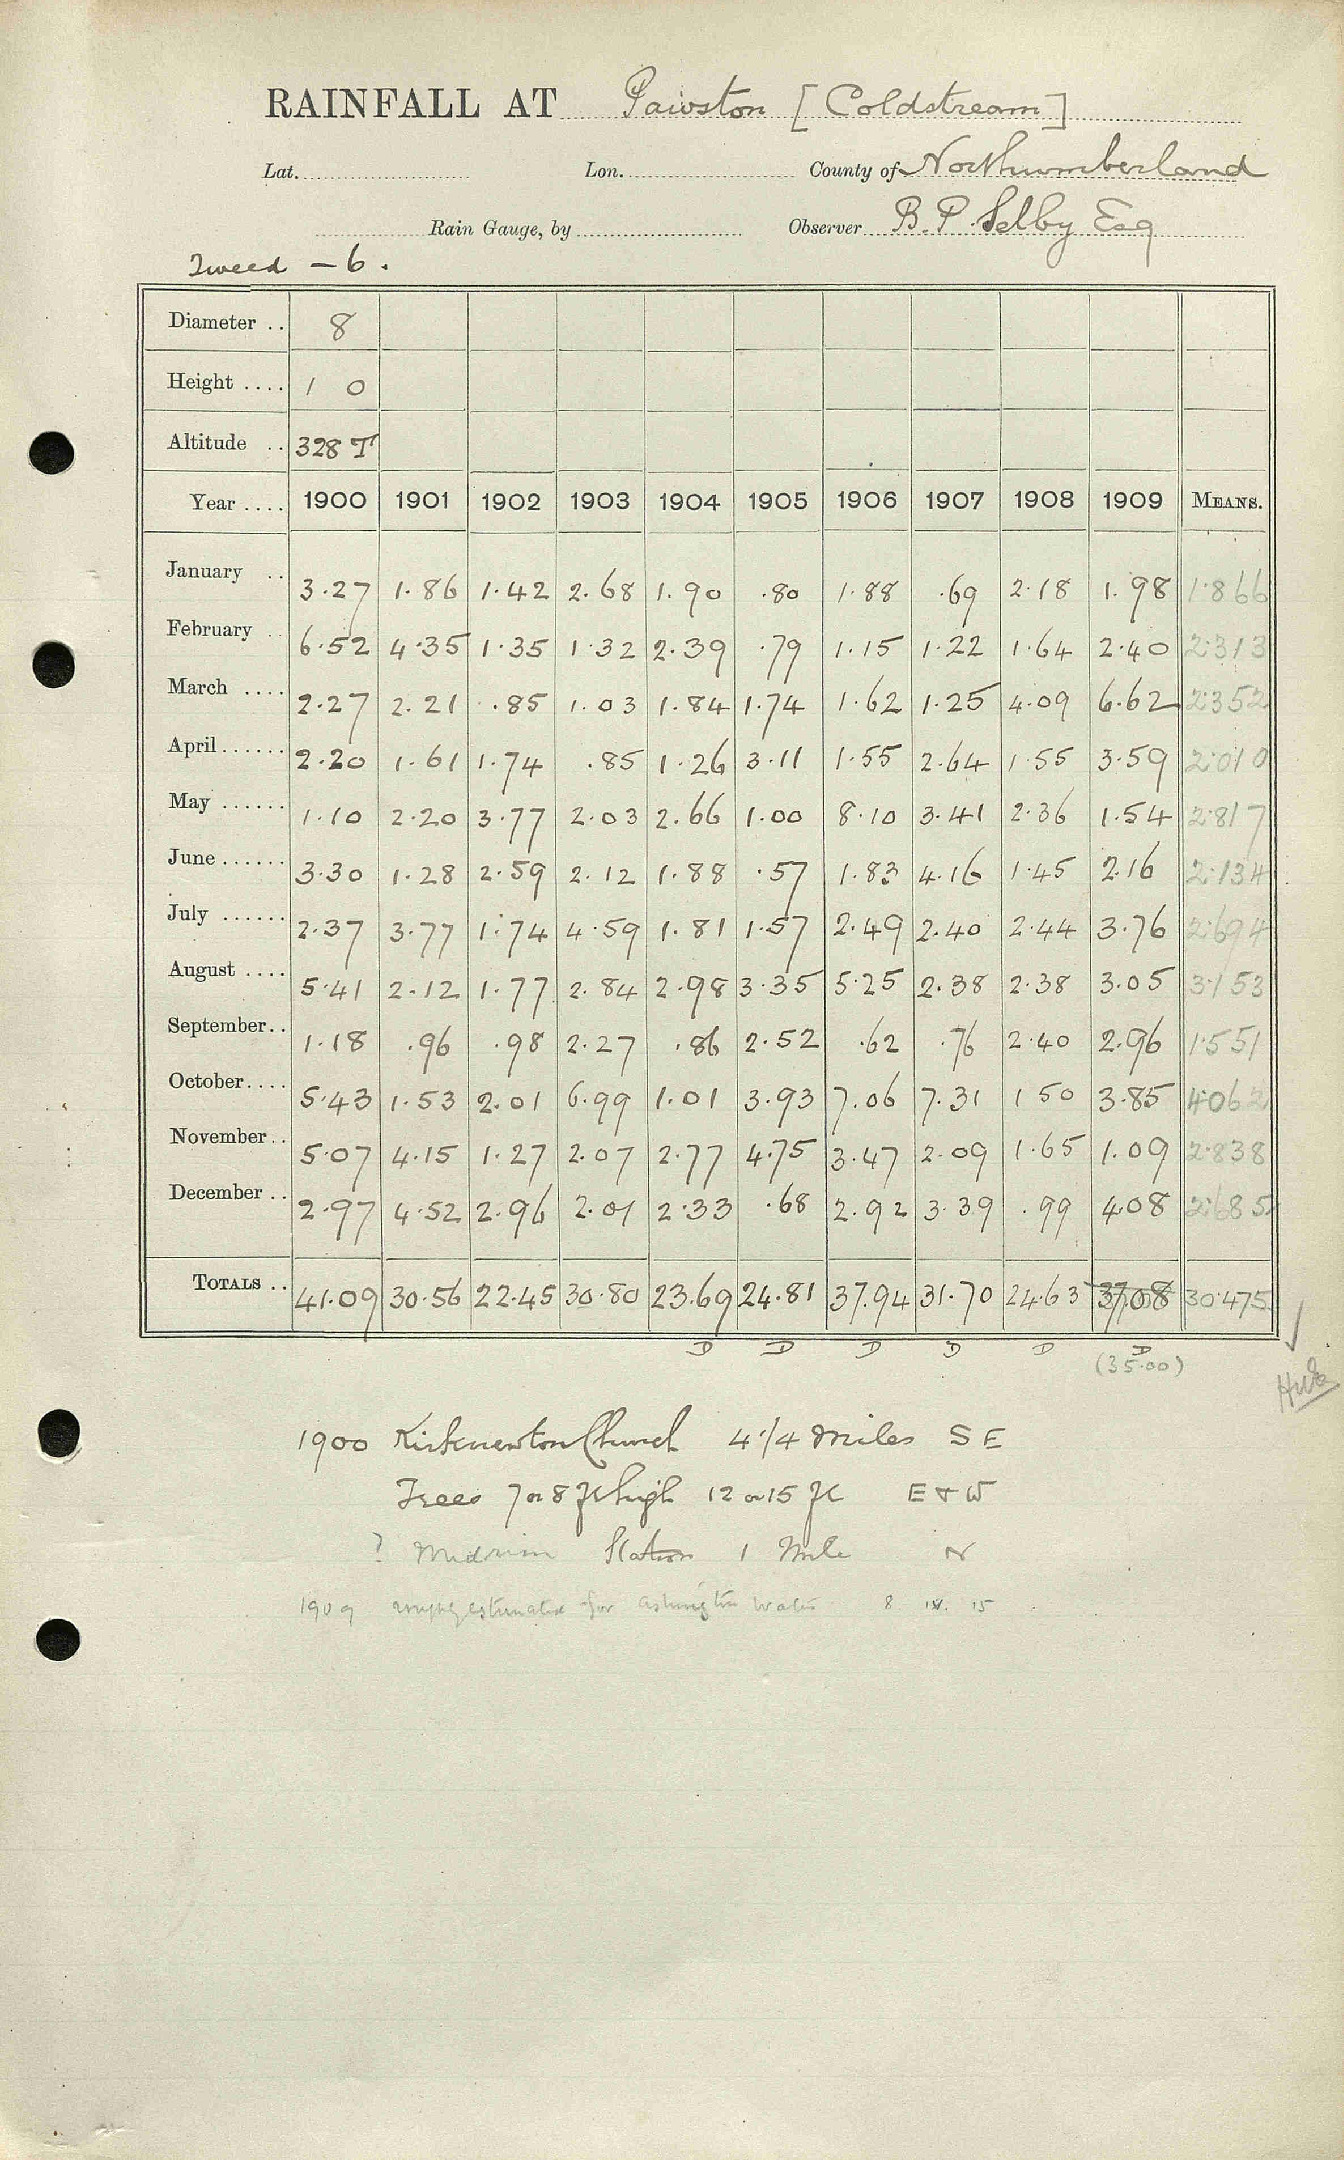 RAINFALL AT Pawston [Coldstream]
Lat. Lon. County of Northumberland
Rain Gauge, by Observer B.P. Selby Esq
Tweed – 6.
Diameter .. 8
Height .... 1 0
Altitude .. 328 T
Year .... 1900 1901 1902 1903 1904 1905 1906 1907 1908 1909 MEANS.
January .. 3.27 1.86 1.42 2.68 1.90 .80 1.88 .69 2.18 1.98 1.866
February .. 6.52 4.35 1.35 1.32 2.39 .79 1.15 1.22 1.64 2.40 2.313
March .... 2.27 2.21 .85 1.03 1.84 1.74 1.62 1.25 4.09 6.62 2.352
April ...... 2.20 1.61 1.74 .85 1.26 3.11 1.55 2.64 1.55 3.59 2.010
May ...... 1.10 2.20 3.77 2.03 2.66 1.00 8.10 3.41 2.36 1.54 2.817
June ...... 3.30 1.28 2.59 2.12 1.88 .57 1.83 4.16 1.45 2.16 2.134
July ...... 2.37 3.77 1.74 4.59 1.81 1.57 2.49 2.40 2.44 3.76 2.694
August .... 5.41 2.12 1.77 2.84 2.98 3.35 5.25 2.38 2.38 3.05 3.153
September .. 1.18 .96 .98 2.27 .86 2.52 .62 .76 2.40 2.96 1.551
October .... 5.43 1.53 2.01 6.99 1.01 3.93 7.06 7.31 1 50 3.85 4.062
November .. 5.07 4.15 1.27 2.07 2.77 4.75 3.47 2.09 1.65 1.09 2.838
December .. 2.97 4.52 2.96 2.01 2.33 .68 2.92 3.39 .99 4.08 2.685
TOTALS .. 41.09 30.56 22.45 30.80 23.69 24.81 37.94 31.70 24.63 37.08 30.475
D D D D D D
(35.00)
1900 Kirknewton Church 4 1/4 Miles S E
Trees 7 or 8 ft high 12 or 15 ft E & W
? Midrim Station 1 Mile N
1909 estimated for Ashington Water 8 IX. 15